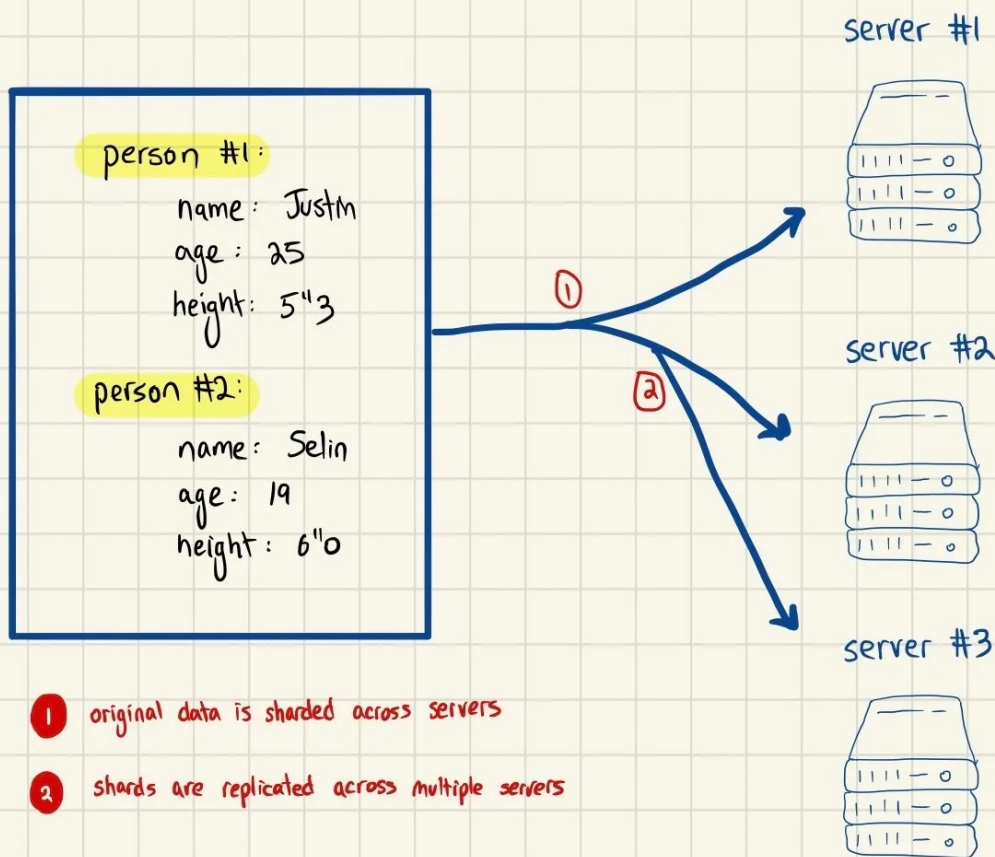 server #1
person #1:
name: Justin
age: 25
height: 5"3
1
server #2
2
person #2:
name: Selin
age: 19
height: 6"0
server #3
1 original data is sharded across servers
2 shards are replicated across multiple servers